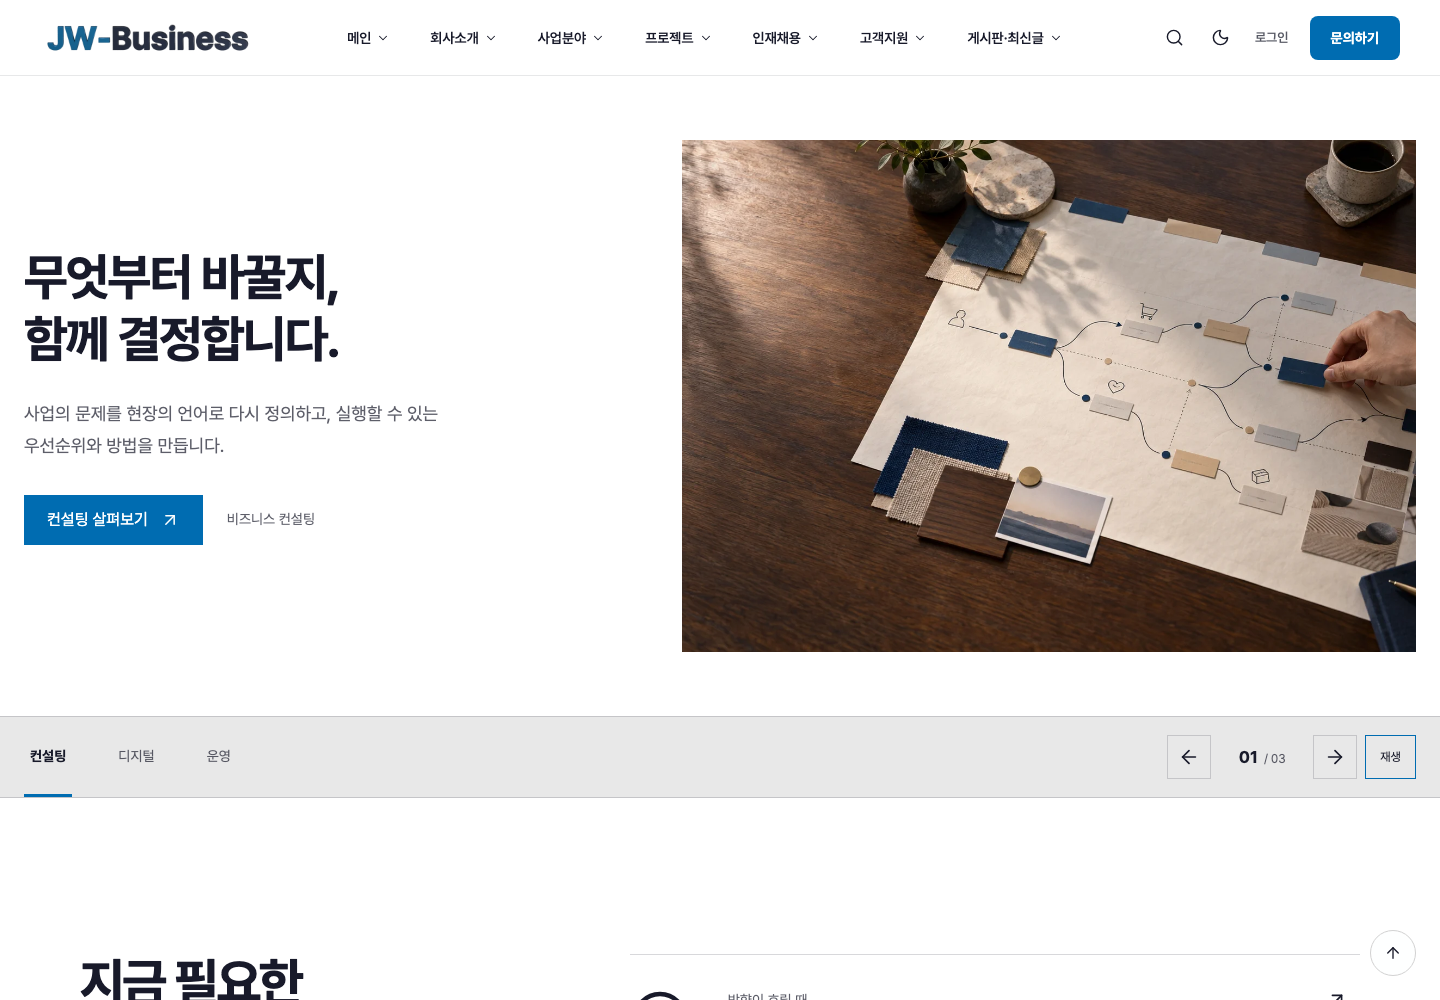 JW-Business
메인
회사소개
사업분야
프로젝트
인재채용
고객지원
게시판·최신글
로그인
문의하기
무엇부터 바꿀지,
함께 결정합니다.
사업의 문제를 현장의 언어로 다시 정의하고, 실행할 수 있는
우선순위와 방법을 만듭니다.
컨설팅 살펴보기
비즈니스 컨설팅
컨설팅
디지털
운영
01 / 03
재생
지금 필요한
방향이 흐릴 때